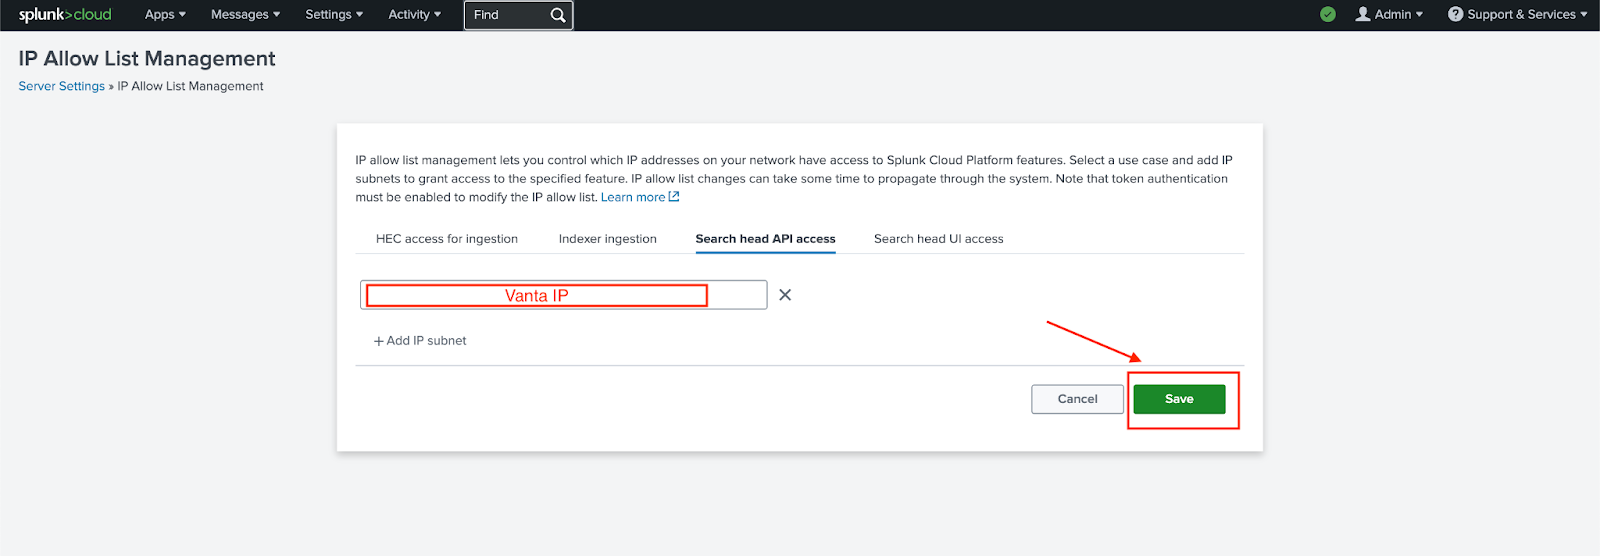 splunk>cloud Apps Messages Settings Activity Find Admin ? Support & Services
IP Allow List Management
Server Settings » IP Allow List Management
IP allow list management lets you control which IP addresses on your network have access to Splunk Cloud Platform features. Select a use case and add IP
subnets to grant access to the specified feature. IP allow list changes can take some time to propagate through the system. Note that token authentication
must be enabled to modify the IP allow list. Learn more
HEC access for ingestion Indexer ingestion Search head API access Search head UI access
Vanta IP
+ Add IP subnet
Cancel Save